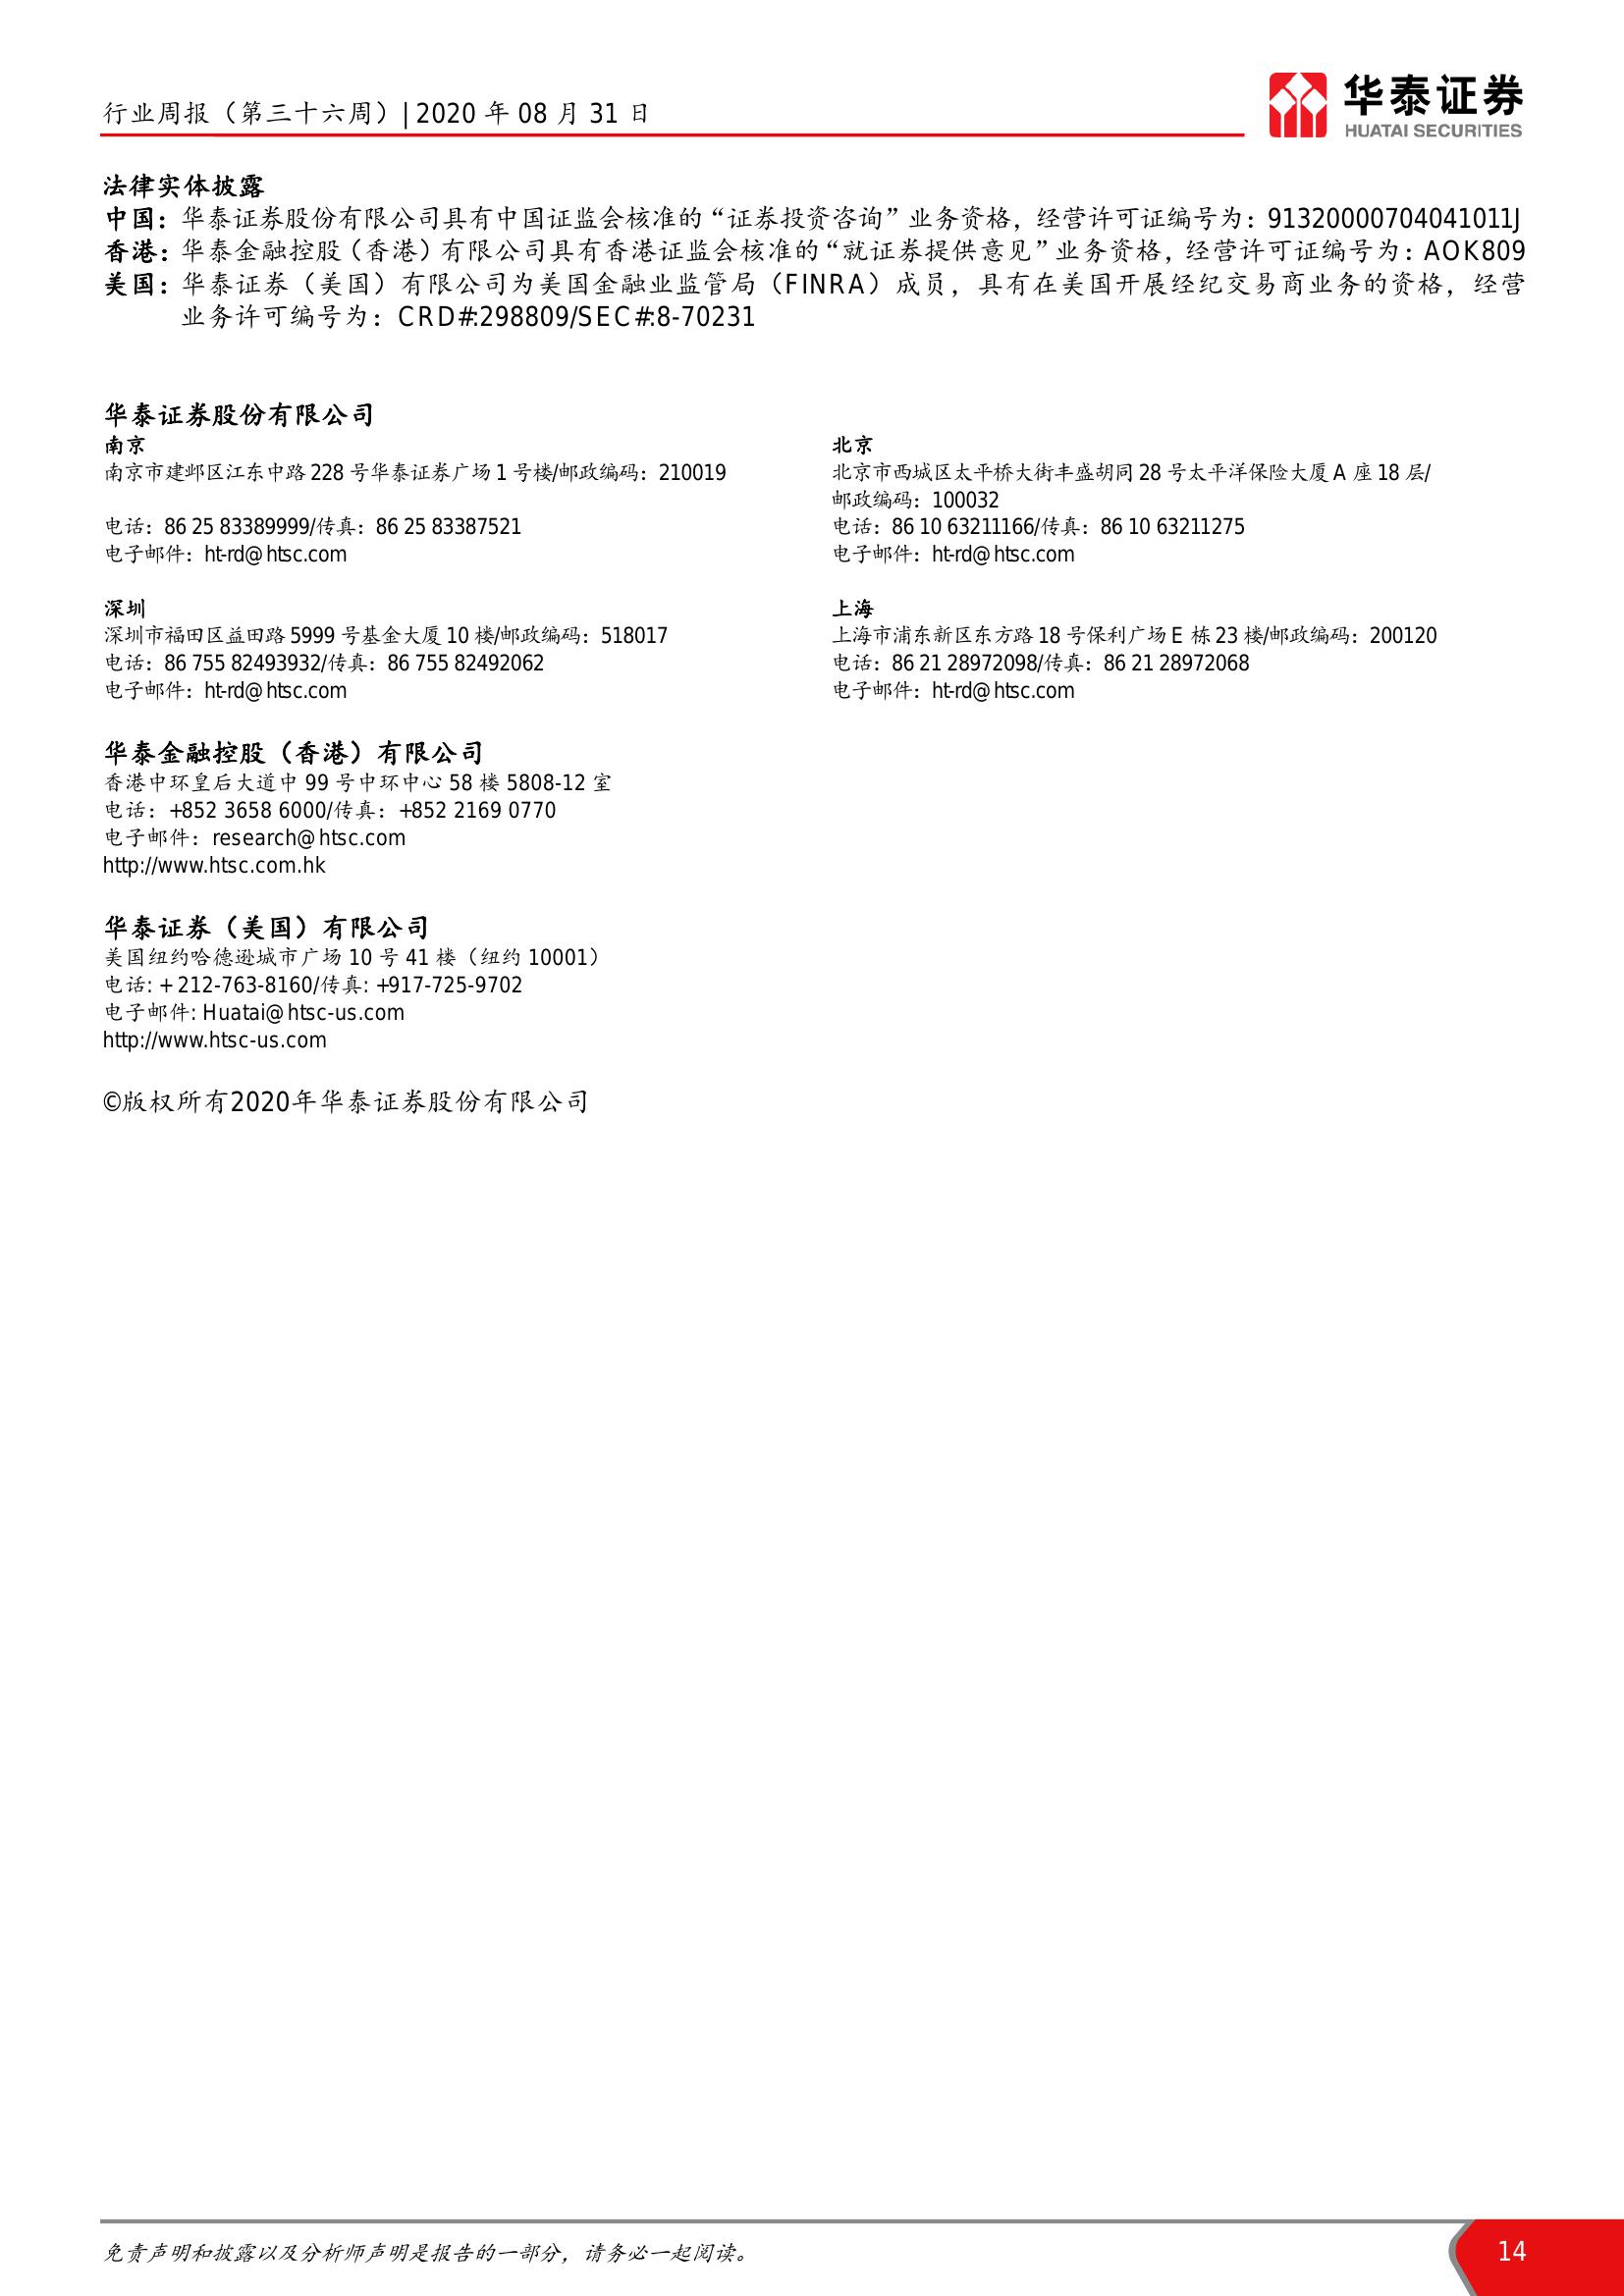 行业周报（第三十六周）| 2020 年 08 月 31 日
华泰证券
HUATAI SECURITIES
法律实体披露
中国：华泰证券股份有限公司具有中国证监会核准的“证券投资咨询”业务资格，经营许可证编号为：91320000704041011J
香港：华泰金融控股（香港）有限公司具有香港证监会核准的“就证券提供意见”业务资格，经营许可证编号为：AOK809
美国：华泰证券（美国）有限公司为美国金融业监管局（FINRA）成员，具有在美国开展经纪交易商业务的资格，经营
业务许可编号为：CRD#:298809/SEC#:8-70231
华泰证券股份有限公司
南京
南京市建邺区江东中路 228 号华泰证券广场 1 号楼/邮政编码：210019
电话：86 25 83389999/传真：86 25 83387521
电子邮件：ht-rd@htsc.com
北京
北京市西城区太平桥大街丰盛胡同 28 号太平洋保险大厦 A 座 18 层/
邮政编码：100032
电话：86 10 63211166/传真：86 10 63211275
电子邮件：ht-rd@htsc.com
深圳
深圳市福田区益田路 5999 号基金大厦 10 楼/邮政编码：518017
电话：86 755 82493932/传真：86 755 82492062
电子邮件：ht-rd@htsc.com
上海
上海市浦东新区东方路 18 号保利广场 E 栋 23 楼/邮政编码：200120
电话：86 21 28972098/传真：86 21 28972068
电子邮件：ht-rd@htsc.com
华泰金融控股（香港）有限公司
香港中环皇后大道中 99 号中环中心 58 楼 5808-12 室
电话：+852 3658 6000/传真：+852 2169 0770
电子邮件：research@htsc.com
http://www.htsc.com.hk
华泰证券（美国）有限公司
美国纽约哈德逊城市广场 10 号 41 楼（纽约 10001）
电话: + 212-763-8160/传真: +917-725-9702
电子邮件: Huatai@htsc-us.com
http://www.htsc-us.com
©版权所有2020年华泰证券股份有限公司
免责声明和披露以及分析师声明是报告的一部分，请务必一起阅读。
14